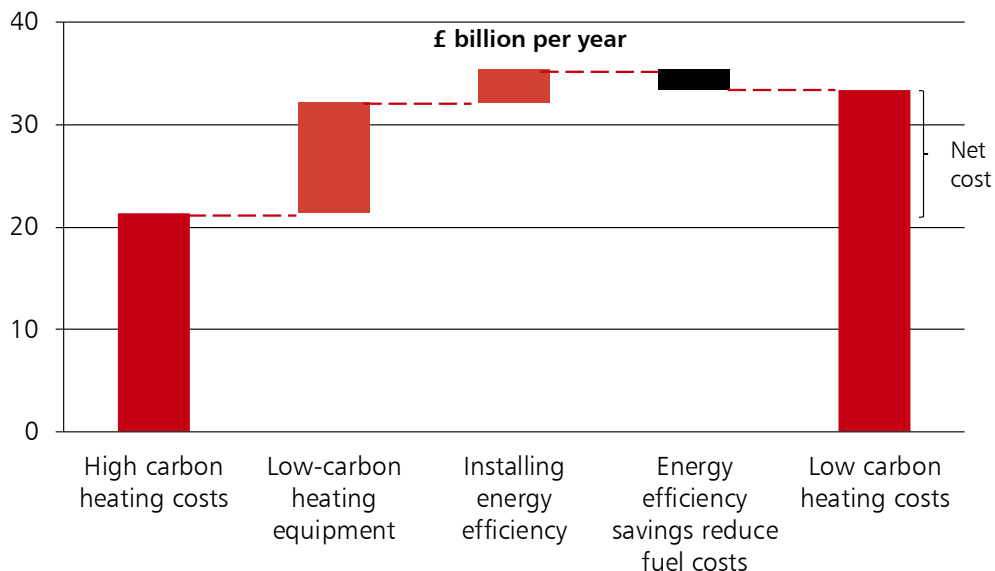 £ billion per year
40
30
20
10
0
Net
cost
High carbon
heating costs
Low-carbon
heating
equipment
Installing
energy
efficiency
Energy
efficiency
savings reduce
fuel costs
Low carbon
heating costs